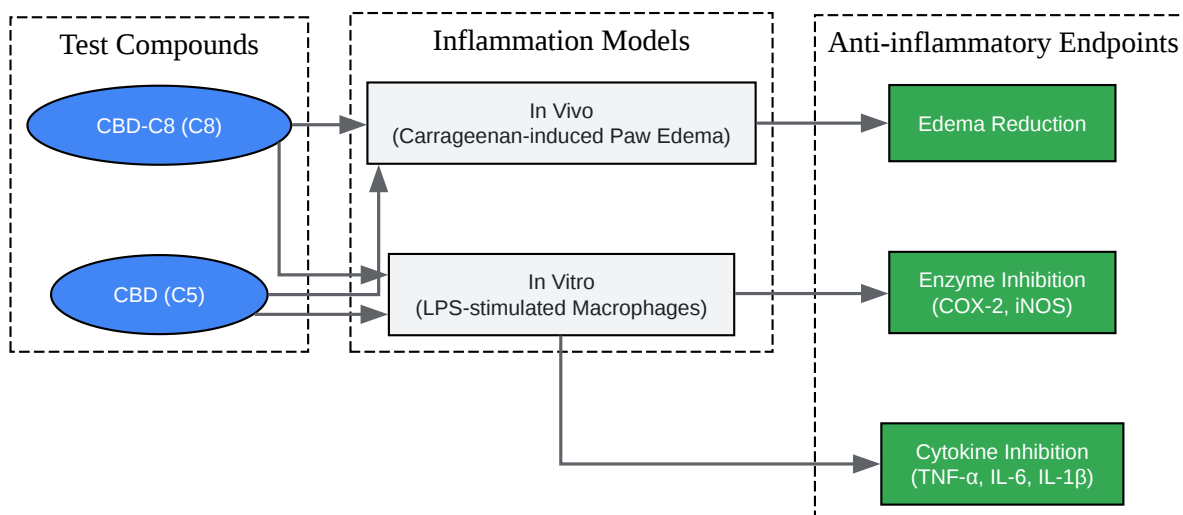 Test Compounds
CBD-C8 (C8)
CBD (C5)
Inflammation Models
In Vivo
(Carrageenan-induced Paw Edema)
In Vitro
(LPS-stimulated Macrophages)
Anti-inflammatory Endpoints
Edema Reduction
Enzyme Inhibition
(COX-2, iNOS)
Cytokine Inhibition
(TNF-α, IL-6, IL-1β)